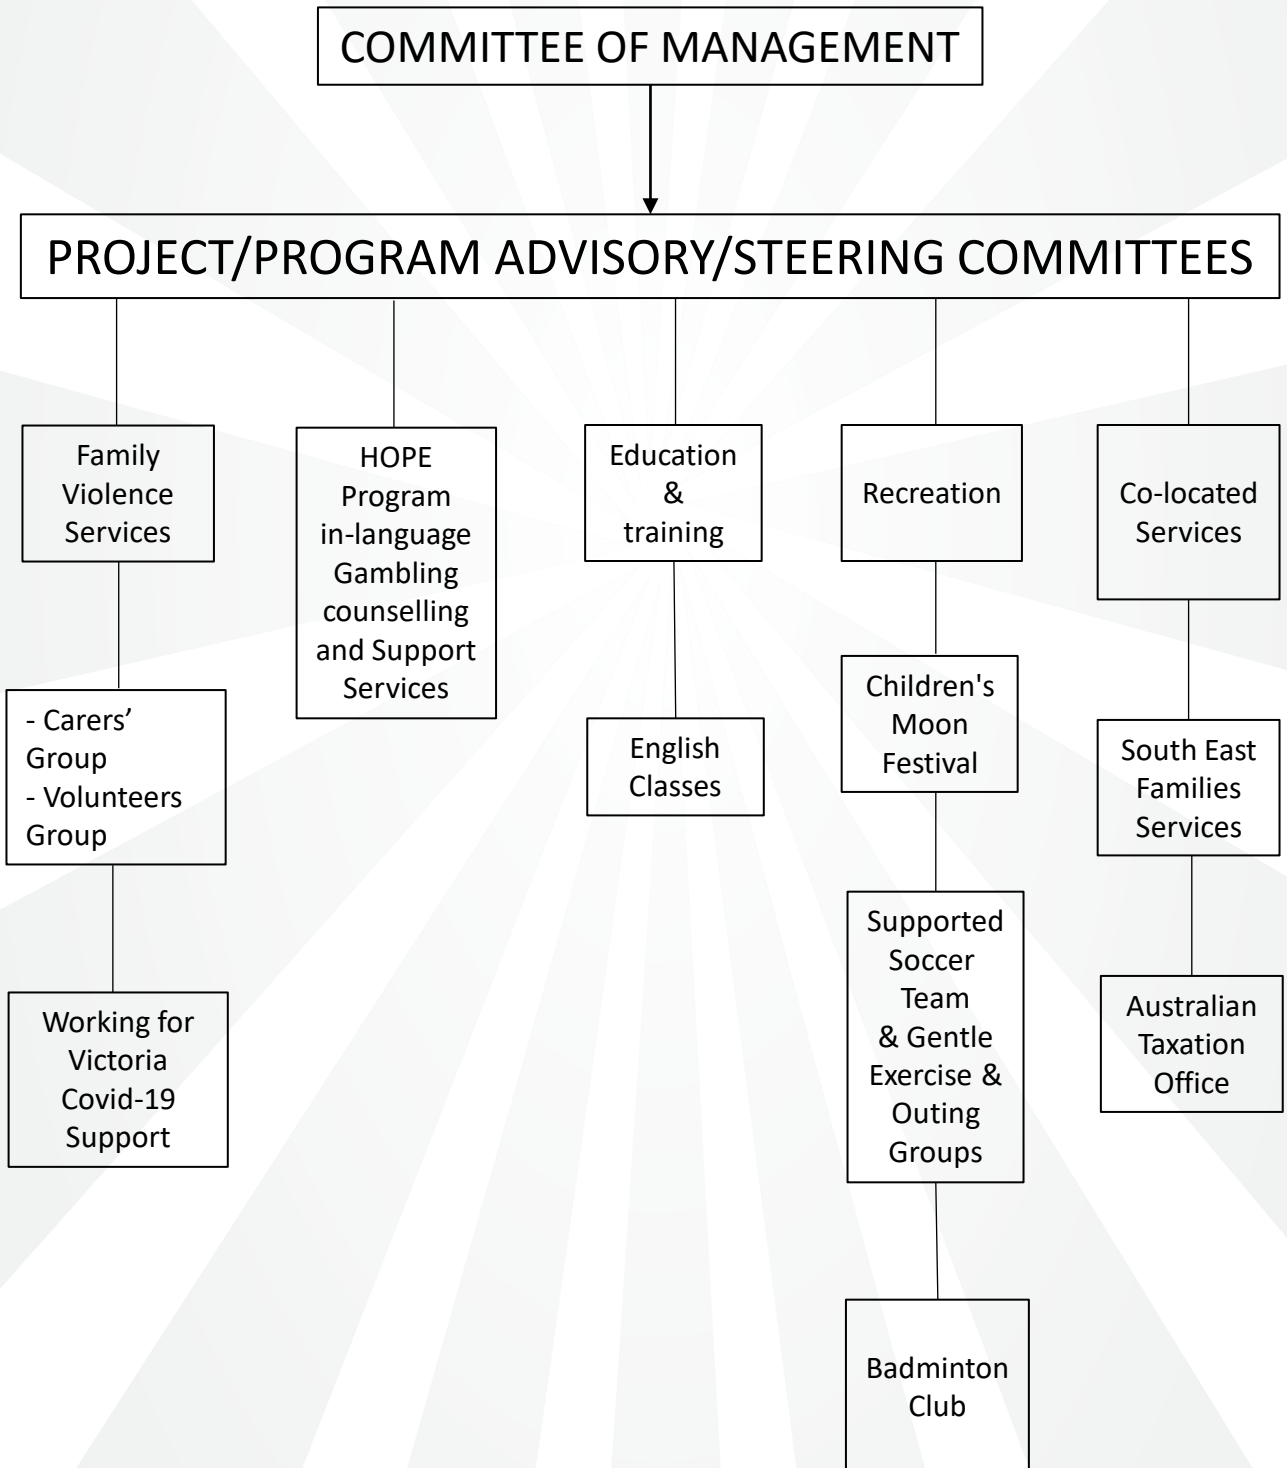 COMMITTEE OF MANAGEMENT
PROJECT/PROGRAM ADVISORY/STEERING COMMITTEES
Family
Violence
Services
- Carers’
Group
- Volunteers
Group
Working for
Victoria
Covid-19
Support
HOPE
Program
in-language
Gambling
counselling
and Support
Services
Education
&
training
English
Classes
Recreation
Children's
Moon
Festival
Supported
Soccer
Team
& Gentle
Exercise &
Outing
Groups
Badminton
Club
Co-located
Services
South East
Families
Services
Australian
Taxation
Office